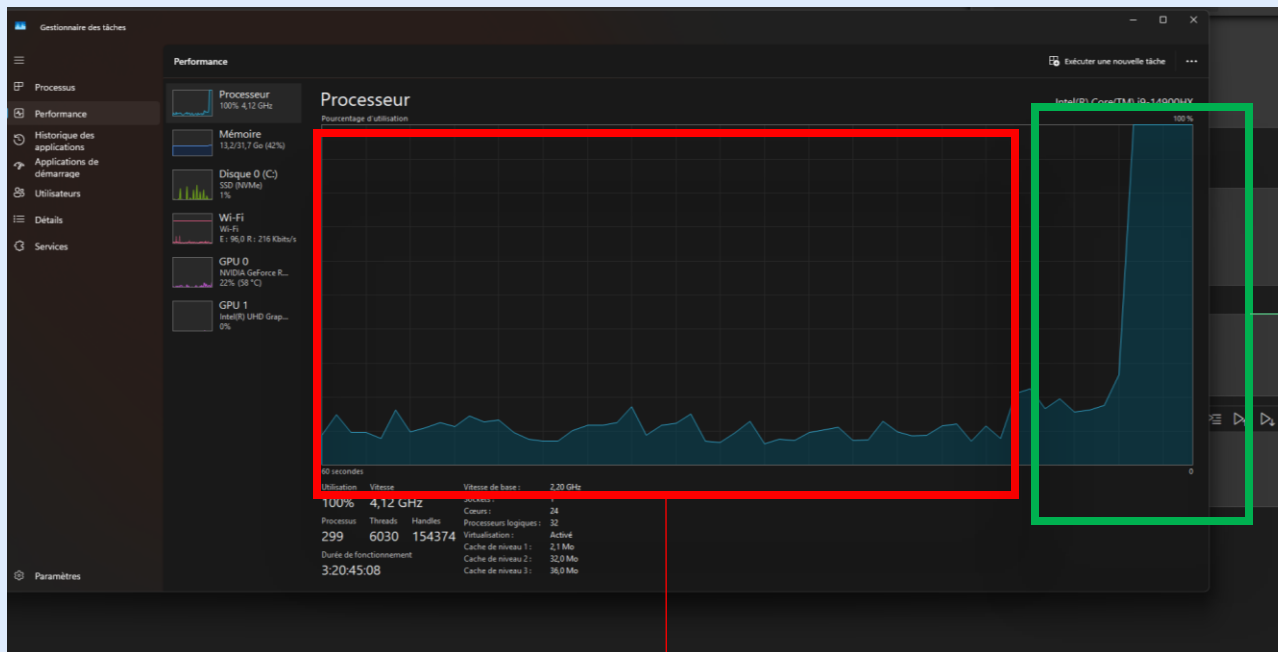 Gestionnaire des tâches
Performance
Exécuter une nouvelle tâche
Processus
Performance
Historique des
applications
Applications de
démarrage
Utilisateurs
Détails
Services
Paramètres
Processeur
100% 4,12 GHz
Mémoire
13,2/31,7 Go (42%)
Disque 0 (C:)
SSD (NVMe)
1%
Wi-Fi
Wi-Fi
E : 96,0 R : 216 Kbits/s
GPU 0
NVIDIA GeForce R...
22% (58 °C)
GPU 1
Intel(R) UHD Grap...
0%
Processeur
Intel(R) Core(TM) i9-14900HX
Pourcentage d'utilisation
100 %
60 secondes
0
Utilisation Vitesse
100% 4,12 GHz
Processus Threads Handles
299 6030 154374
Durée de fonctionnement
3:20:45:08
Vitesse de base : 2,20 GHz
Sockets : 1
Cœurs : 24
Processeurs logiques : 32
Virtualisation : Activé
Cache de niveau 1 : 2,1 Mo
Cache de niveau 2 : 32,0 Mo
Cache de niveau 3 : 36,0 Mo